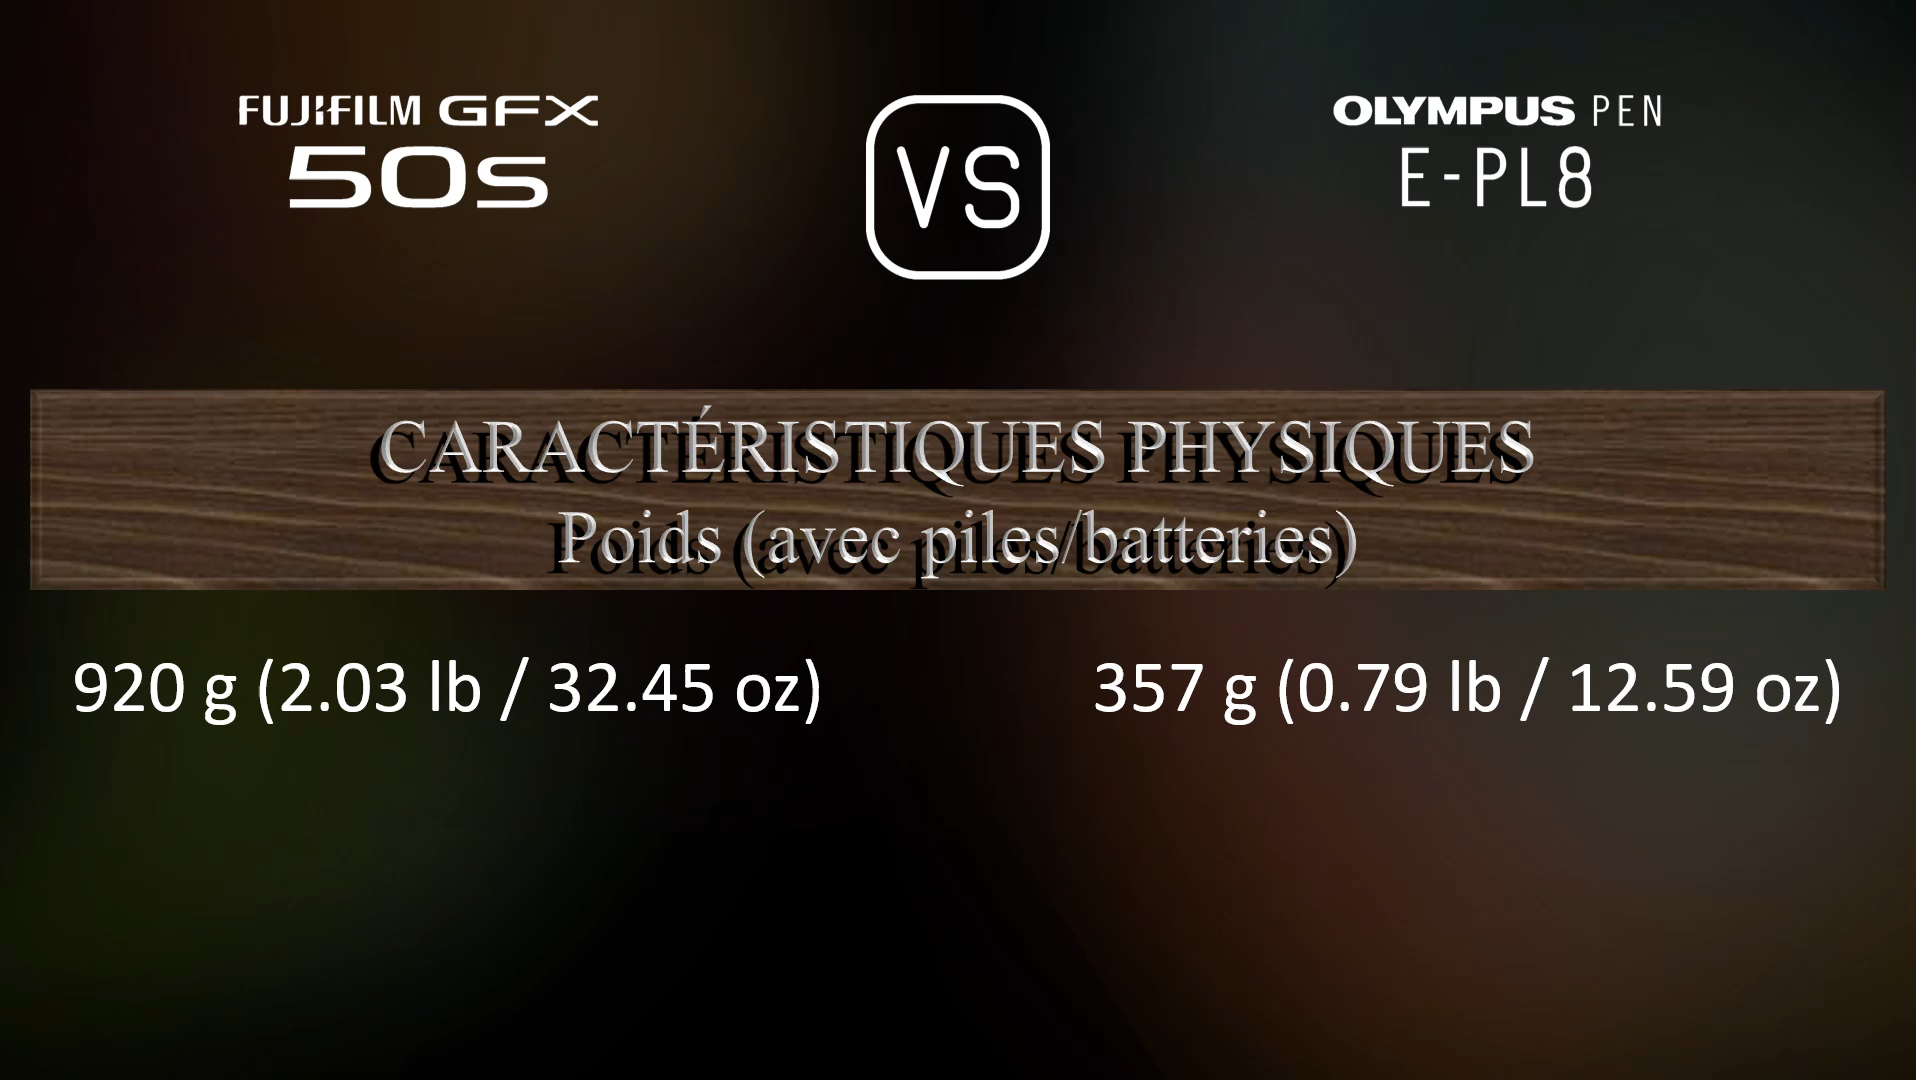 FUJIFILM GFX
50S
VS
OLYMPUS PEN
E-PL8
CARACTÉRISTIQUES PHYSIQUES
Poids (avec piles/batteries)
920 g (2.03 lb / 32.45 oz)
357 g (0.79 lb / 12.59 oz)